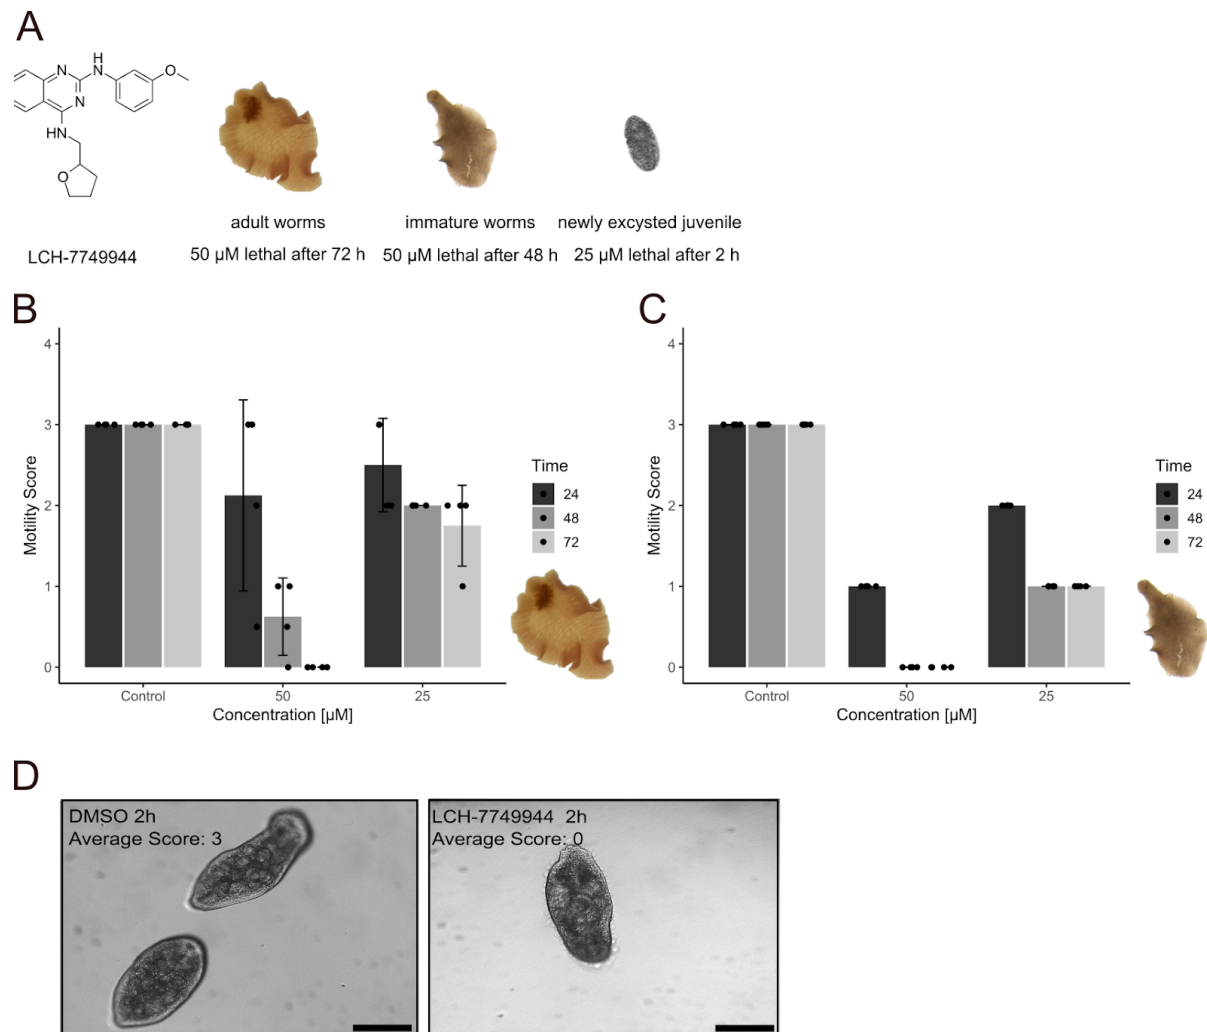 A
N
N
H
N
HN
O
O
LCH-7749944
adult worms
50 µM lethal after 72 h
immature worms
50 µM lethal after 48 h
newly excysted juvenile
25 µM lethal after 2 h
B
Motility Score
4
3
2
1
0
Control
50
25
Concentration [µM]
Time
24
48
72
C
Motility Score
4
3
2
1
0
Control
50
25
Concentration [µM]
Time
24
48
72
D
DMSO 2h
Average Score: 3
LCH-7749944 2h
Average Score: 0